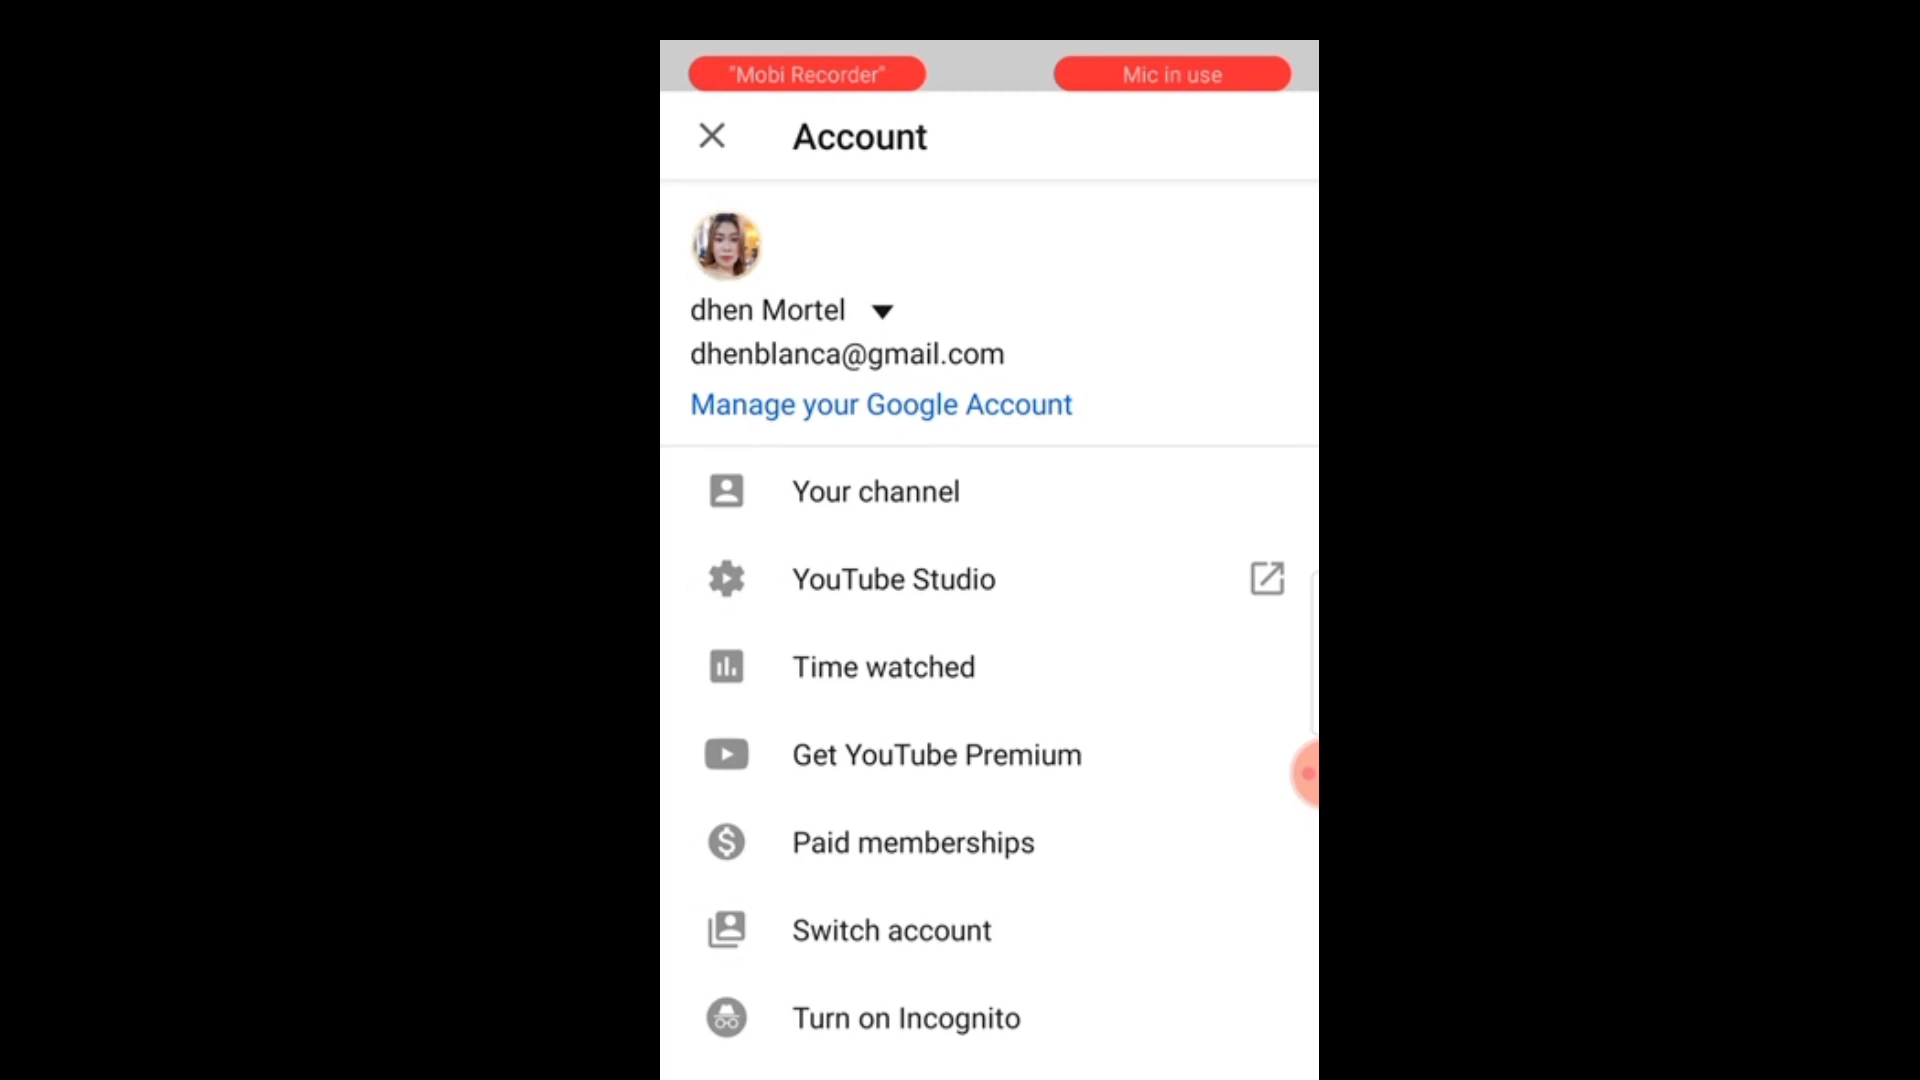 "Mobi Recorder" Mic in use
Account
dhen Mortel
dhenblanca@gmail.com
Manage your Google Account
Your channel
YouTube Studio
Time watched
Get YouTube Premium
Paid memberships
Switch account
Turn on Incognito